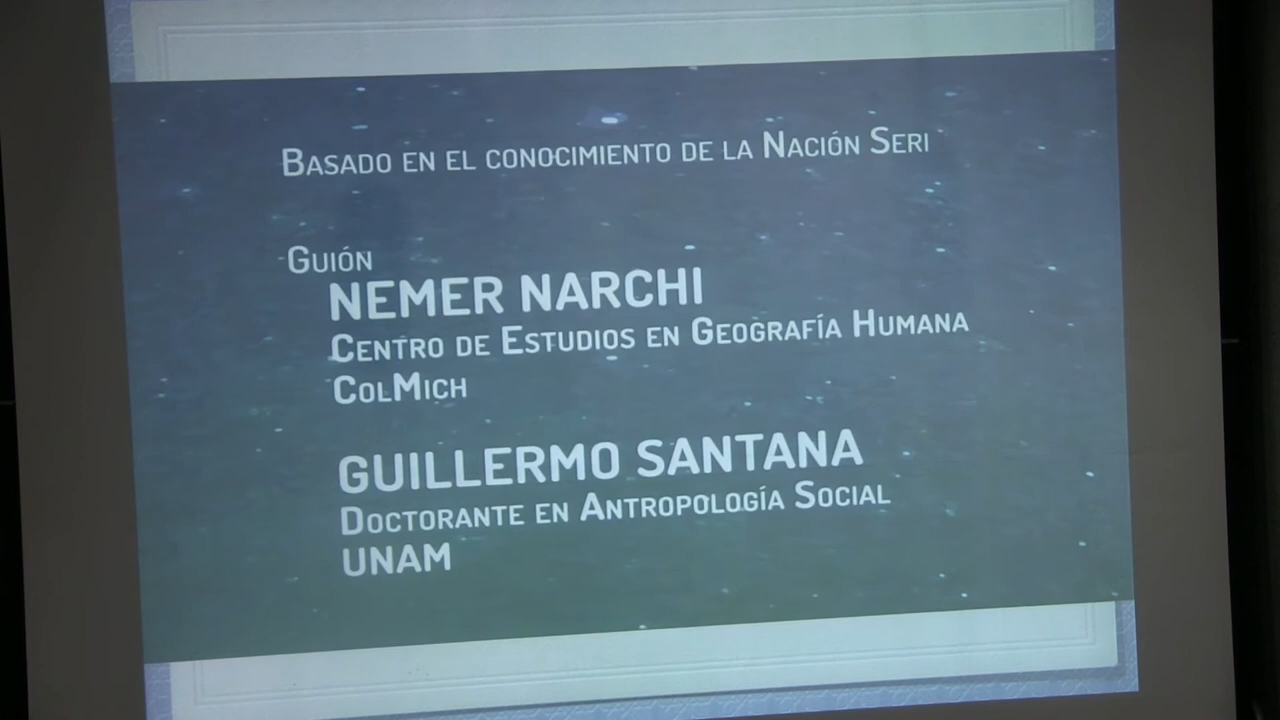 Basado en el conocimiento de la Nación Seri
Guión
NEMER NARCHI
Centro de Estudios en Geografía Humana
ColMich
GUILLERMO SANTANA
Doctorante en Antropología Social
UNAM